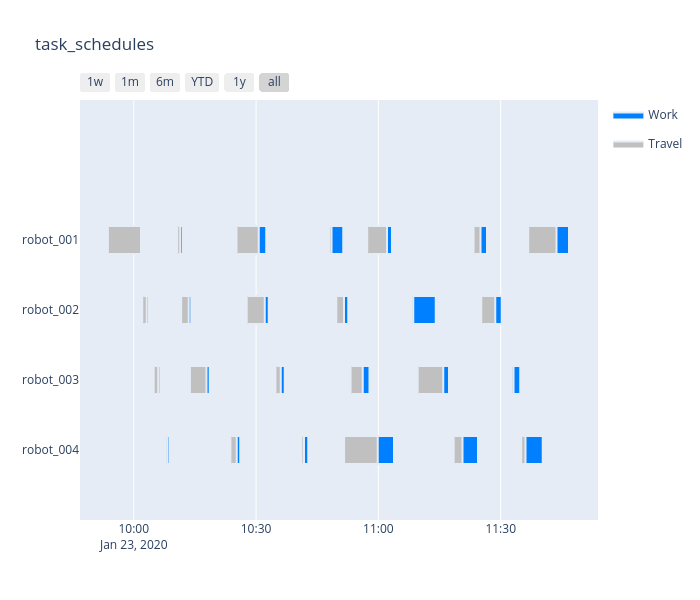 task_schedules
1w 1m 6m YTD 1y all
Work
Travel
robot_001
robot_002
robot_003
robot_004
10:00 10:30 11:00 11:30
Jan 23, 2020